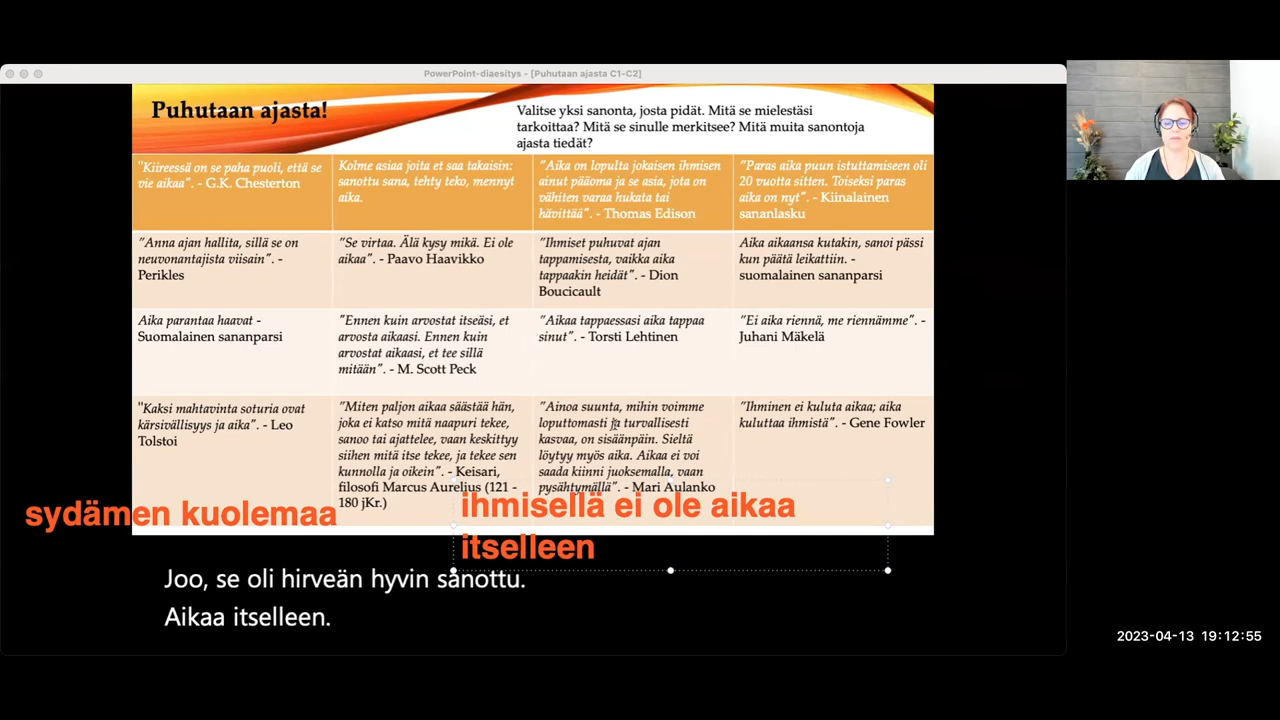 PowerPoint-diaesitys - [Puhutaan ajasta C1-C2]
Puhutaan ajasta!
Valitse yksi sanonta, josta pidät. Mitä se mielestäsi
tarkoittaa? Mitä se sinulle merkitsee? Mitä muita sanontoja
ajasta tiedät?
"Kiireessä on se paha puoli, että se
vie aikaa". - G.K. Chesterton
Kolme asiaa joita et saa takaisin:
sanottu sana, tehty teko, mennyt
aika.
"Aika on lopulta jokaisen ihmisen
ainut pääoma ja se asia, jota on
vähiten varaa hukata tai
hävittää". - Thomas Edison
"Paras aika puun istuttamiseen oli
20 vuotta sitten. Toiseksi paras
aika on nyt". - Kiinalainen
sananlasku
"Anna ajan hallita, sillä se on
neuvonantajista viisain". -
Perikles
"Se virtaa. Älä kysy mikä. Ei ole
aikaa". - Paavo Haavikko
"Ihmiset puhuvat ajan
tappamisesta, vaikka aika
tappaakin heidät". - Dion
Boucicault
Aika aikaansa kutakin, sanoi pässi
kun päätä leikattiin. -
suomalainen sananparsi
Aika parantaa haavat -
Suomalainen sananparsi
"Ennen kuin arvostat itseäsi, et
arvosta aikaasi. Ennen kuin
arvostat aikaasi, et tee sillä
mitään". - M. Scott Peck
"Aikaa tappaessasi aika tappaa
sinut". - Torsti Lehtinen
"Ei aika riennä, me riennämme". -
Juhani Mäkelä
"Kaksi mahtavinta soturia ovat
kärsivällisyys ja aika". - Leo
Tolstoi
"Miten paljon aikaa säästää hän,
joka ei katso mitä naapuri tekee,
sanoo tai ajattelee, vaan keskittyy
siihen mitä itse tekee, ja tekee sen
kunnolla ja oikein". - Keisari,
filosofi Marcus Aurelius (121 -
180 jKr.)
"Ainoa suunta, mihin voimme
loputtomasti ja turvallisesti
kasvaa, on sisäänpäin. Sieltä
löytyy myös aika. Aikaa ei voi
saada kiinni juoksemalla, vaan
pysähtymällä". - Mari Aulanko
"Ihminen ei kuluta aikaa; aika
kuluttaa ihmistä". - Gene Fowler
sydämen kuolemaa
ihmisellä ei ole aikaa
itselleen
Joo, se oli hirveän hyvin sanottu.
Aikaa itselleen.
2023-04-13 19:12:55